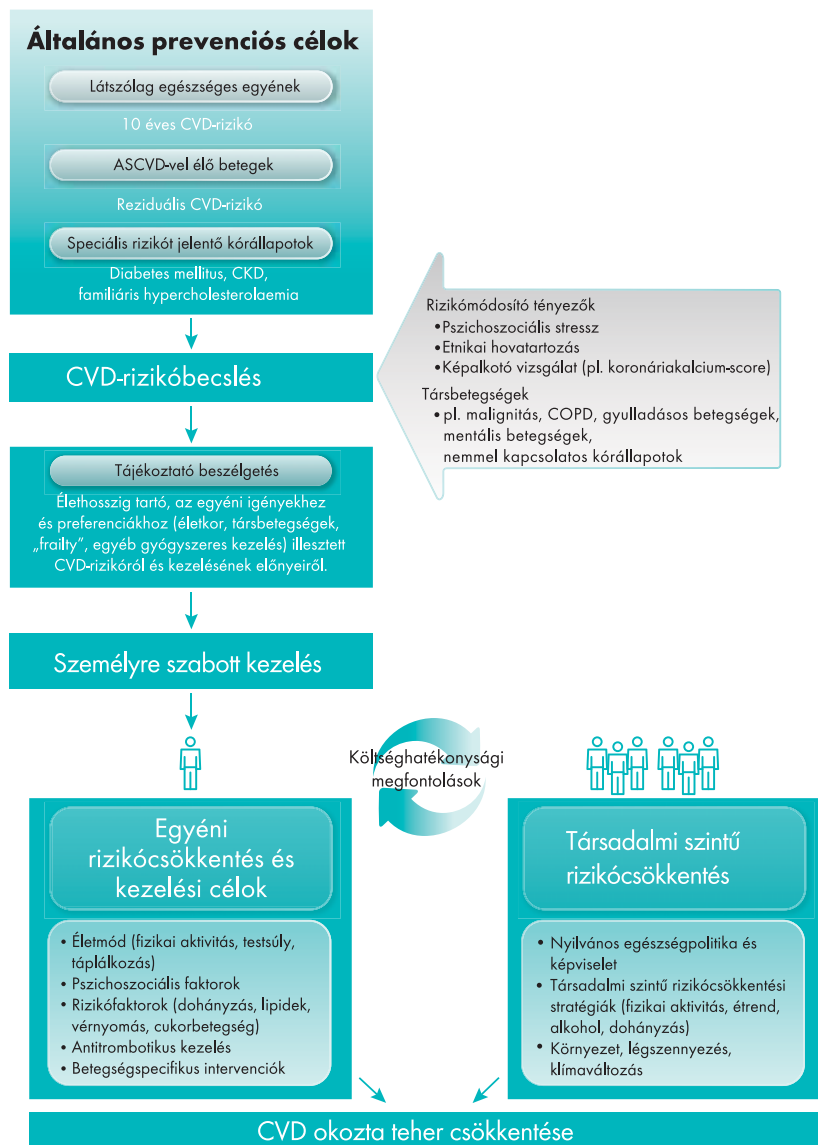 Általános prevenciós célok
Látszólag egészséges egyének
10 éves CVD-rizikó
ASCVD-vel élő betegek
Reziduális CVD-rizikó
Speciális rizikót jelentő kórállapotok
Diabetes mellitus, CKD,
familiáris hypercholesterolaemia
Rizikómódosító tényezők
•Pszichoszociális stressz
•Etnikai hovatartozás
•Képalkotó vizsgálat (pl. koronáriakalcium-score)
Társbetegségek
•pl. malignitás, COPD, gyulladásos betegségek,
mentális betegségek,
nemmel kapcsolatos kórállapotok
CVD-rizikóbecslés
Tájékoztató beszélgetés
Élethosszig tartó, az egyéni igényekhez
és preferenciákhoz (életkor, társbetegségek,
„frailty”, egyéb gyógyszeres kezelés) illesztett
CVD-rizikóról és kezelésének előnyeiről.
Személyre szabott kezelés
Költséghatékonysági
megfontolások
Egyéni
rizikócsökkentés és
kezelési célok
• Életmód (fizikai aktivitás, testsúly,
táplálkozás)
• Pszichoszociális faktorok
• Rizikófaktorok (dohányzás, lipidek,
vérnyomás, cukorbetegség)
• Antitrombotikus kezelés
• Betegségspecifikus intervenciók
Társadalmi szintű
rizikócsökkentés
• Nyilvános egészségpolitika és
képviselet
• Társadalmi szintű rizikócsökkentési
stratégiák (fizikai aktivitás, étrend,
alkohol, dohányzás)
• Környezet, légszennyezés,
klímaváltozás
CVD okozta teher csökkentése